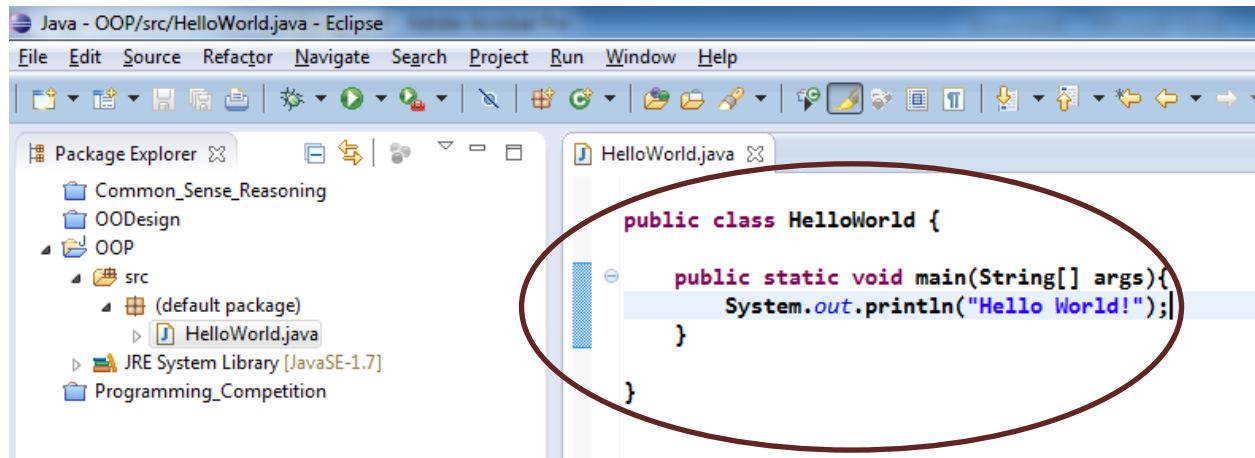 Java - OOP/src/HelloWorld.java - Eclipse
File Edit Source Refactor Navigate Search Project Run Window Help
Package Explorer
Common_Sense_Reasoning
OODesign
OOP
src
(default package)
HelloWorld.java
JRE System Library [JavaSE-1.7]
Programming_Competition
HelloWorld.java
public class HelloWorld {
public static void main(String[] args){
System.out.println("Hello World!");
}
}